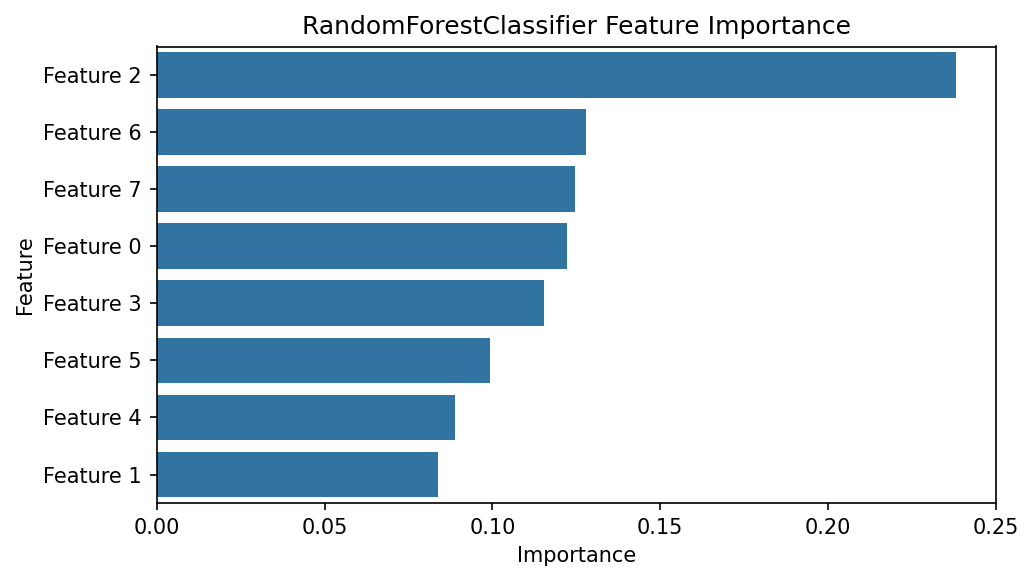 RandomForestClassifier Feature Importance
Feature
Feature 2
Feature 6
Feature 7
Feature 0
Feature 3
Feature 5
Feature 4
Feature 1
0.00 0.05 0.10 0.15 0.20 0.25
Importance